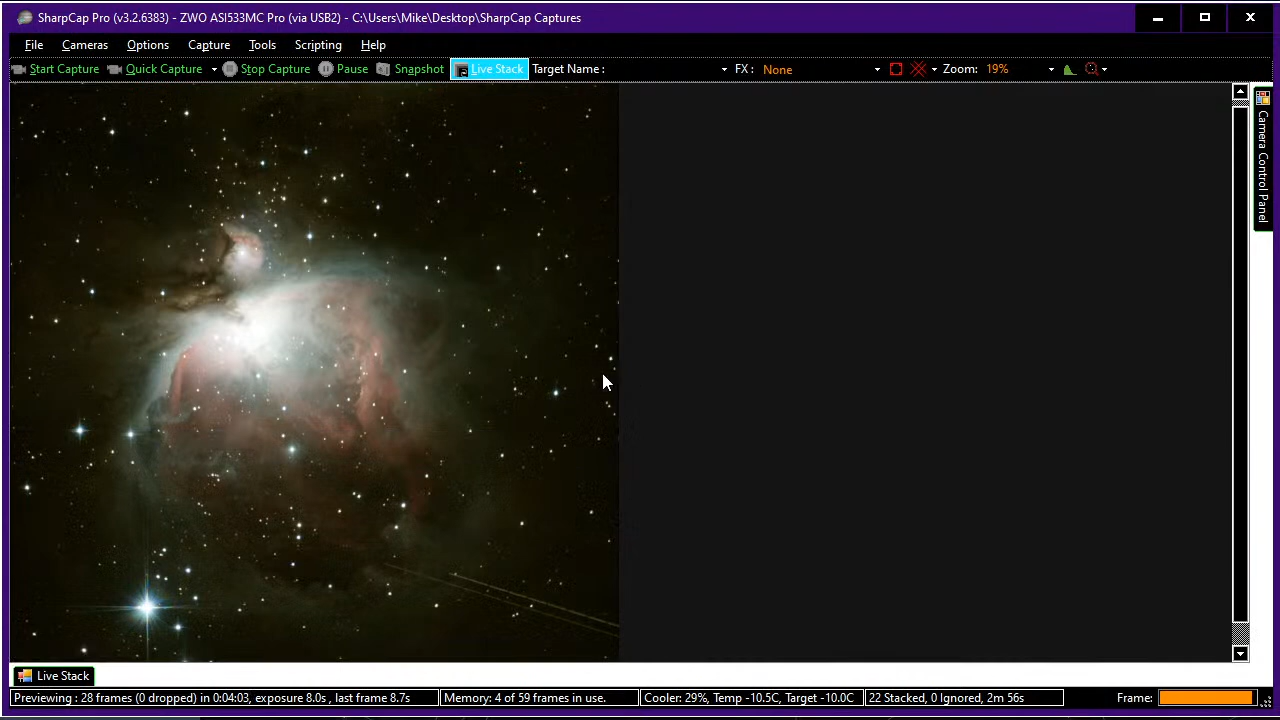 SharpCap Pro (v3.2.6383) - ZWO ASI533MC Pro (via USB2) - C:\Users\Mike\Desktop\SharpCap Captures
File Cameras Options Capture Tools Scripting Help
Start Capture Quick Capture Stop Capture Pause Snapshot Live Stack Target Name : FX : None Zoom: 19%
Camera Control Panel
Live Stack
Previewing : 28 frames (0 dropped) in 0:04:03, exposure 8.0s , last frame 8.7s Memory: 4 of 59 frames in use. Cooler: 29%, Temp -10.5C, Target -10.0C 22 Stacked, 0 Ignored, 2m 56s Frame: